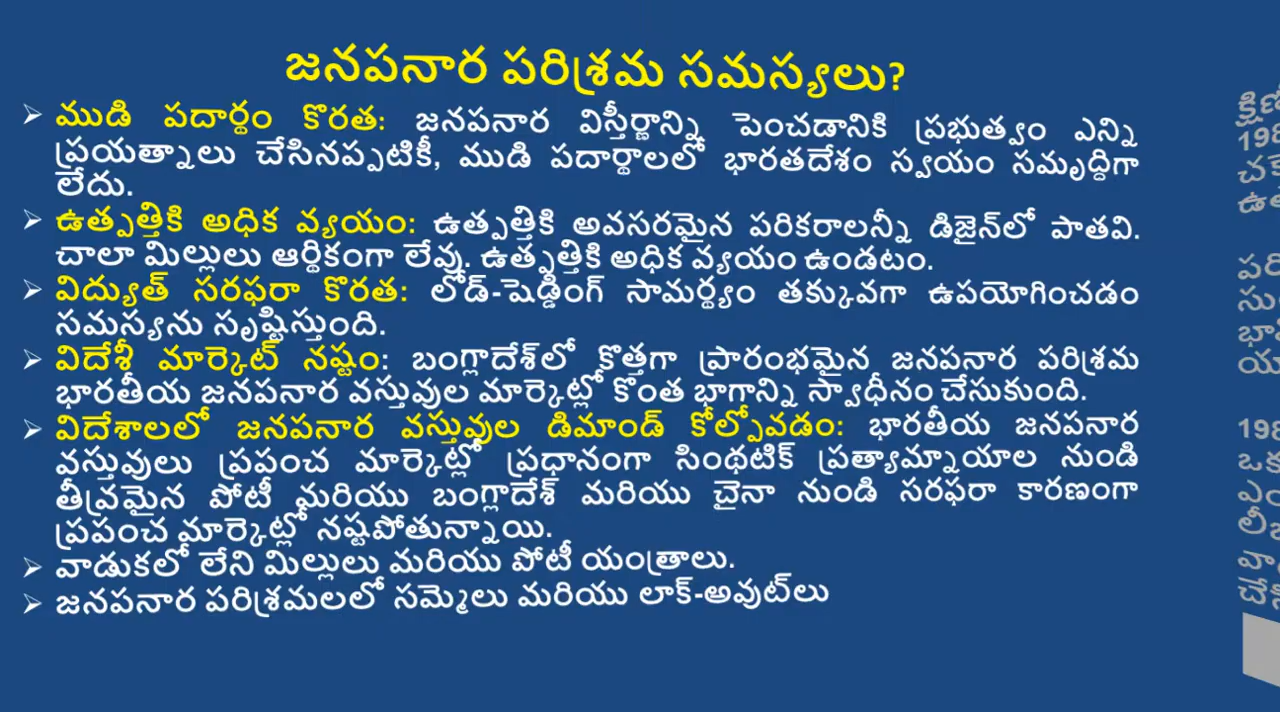 జనపనార పరిశ్రమ సమస్యలు?
➢ ముడి పదార్థం కొరత: జనపనార విస్తీర్ణాన్ని పెంచడానికి ప్రభుత్వం ఎన్ని
ప్రయత్నాలు చేసినప్పటికీ, ముడి పదార్థాలలో భారతదేశం స్వయం సమృద్ధిగా
లేదు.
➢ ఉత్పత్తికి అధిక వ్యయం: ఉత్పత్తికి అవసరమైన పరికరాలన్నీ డిజైన్‌లో పాతవి.
చాలా మిల్లులు ఆర్థికంగా లేవు. ఉత్పత్తికి అధిక వ్యయం ఉండటం.
➢ విద్యుత్ సరఫరా కొరత: లోడ్-షెడ్డింగ్ సామర్థ్యం తక్కువగా ఉపయోగించడం
సమస్యను సృష్టిస్తుంది.
➢ విదేశీ మార్కెట్ నష్టం: బంగ్లాదేశ్‌లో కొత్తగా ప్రారంభమైన జనపనార పరిశ్రమ
భారతీయ జనపనార వస్తువుల మార్కెట్లో కొంత భాగాన్ని స్వాధీనం చేసుకుంది.
➢ విదేశాలలో జనపనార వస్తువుల డిమాండ్ కోల్పోవడం: భారతీయ జనపనార
వస్తువులు ప్రపంచ మార్కెట్లో ప్రధానంగా సింథటిక్ ప్రత్యామ్నాయాల నుండి
తీవ్రమైన పోటీ మరియు బంగ్లాదేశ్ మరియు చైనా నుండి సరఫరా కారణంగా
ప్రపంచ మార్కెట్లో నష్టపోతున్నాయి.
➢ వాడుకలో లేని మిల్లులు మరియు పోటీ యంత్రాలు.
➢ జనపనార పరిశ్రమలలో సమ్మెలు మరియు లాక్-అవుట్‌లు